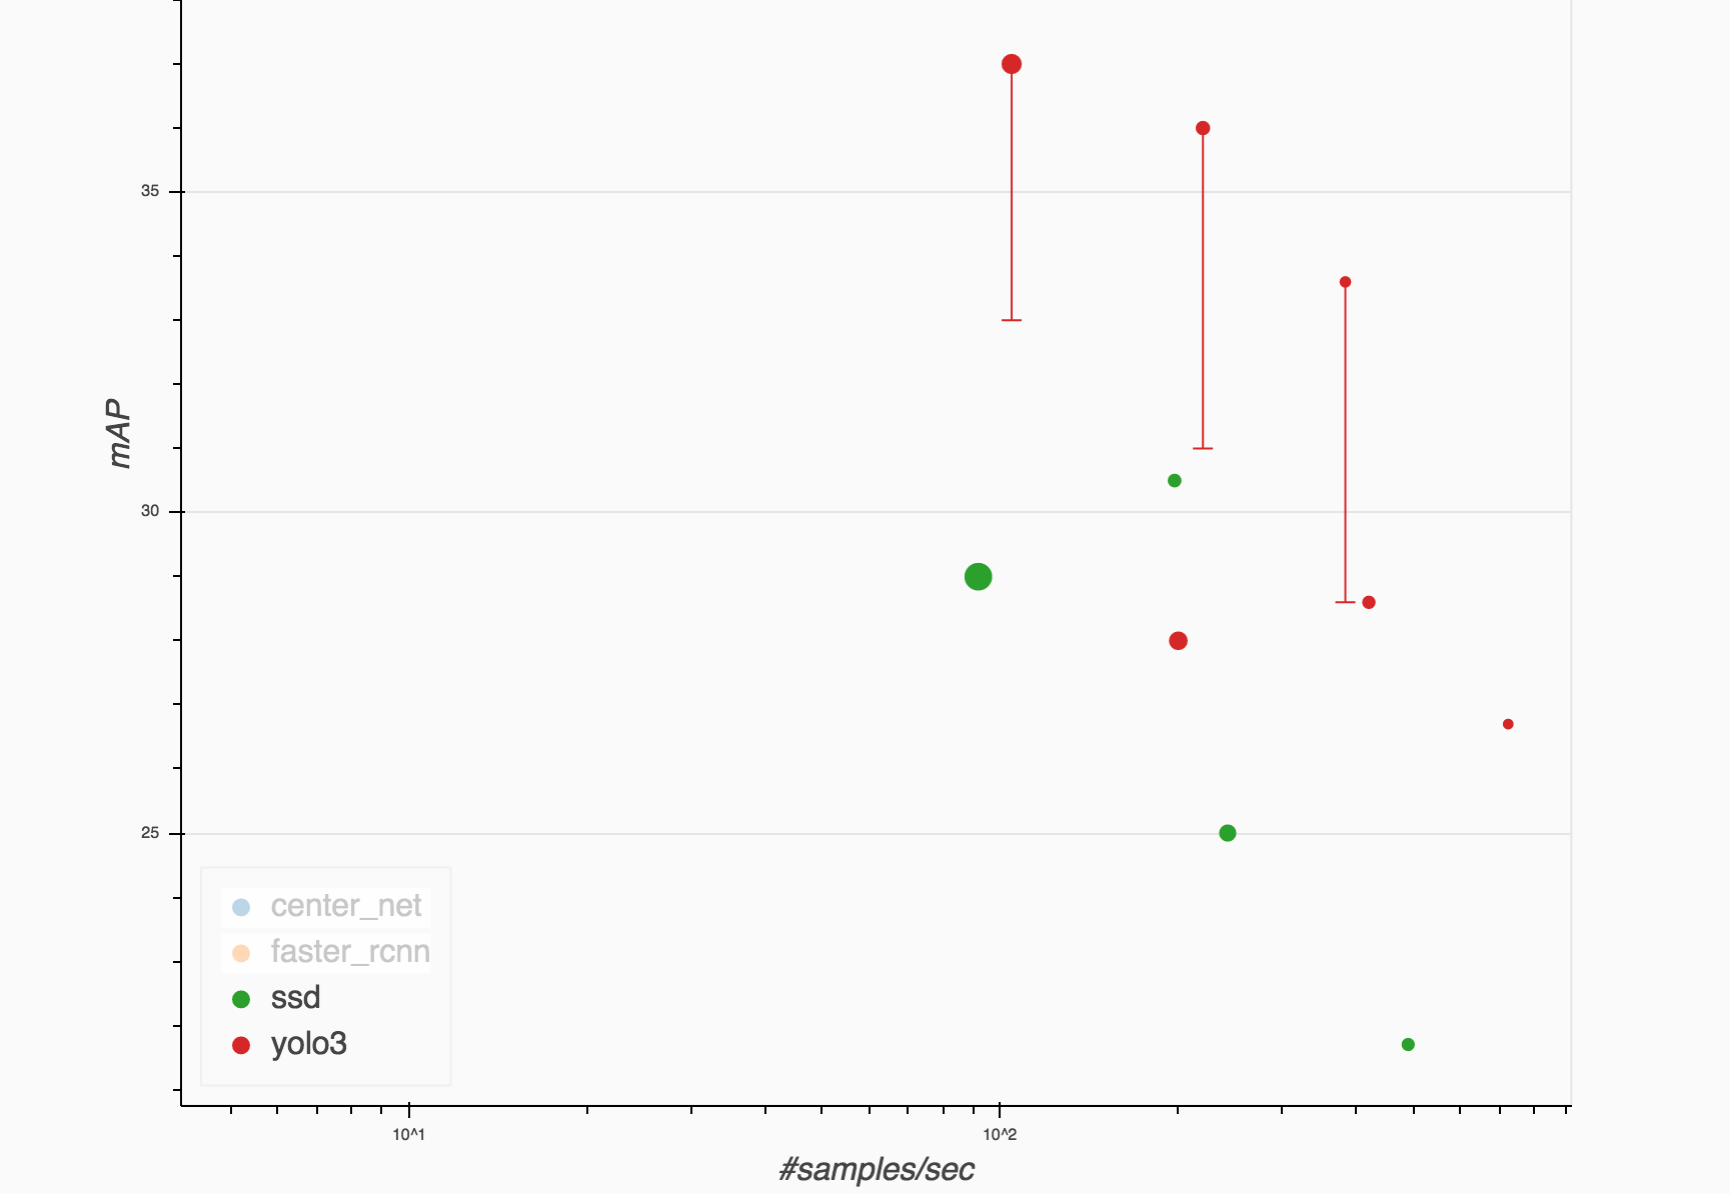 35
mAP
30
25
center_net
faster_rcnn
ssd
yolo3
10^1
10^2
#samples/sec